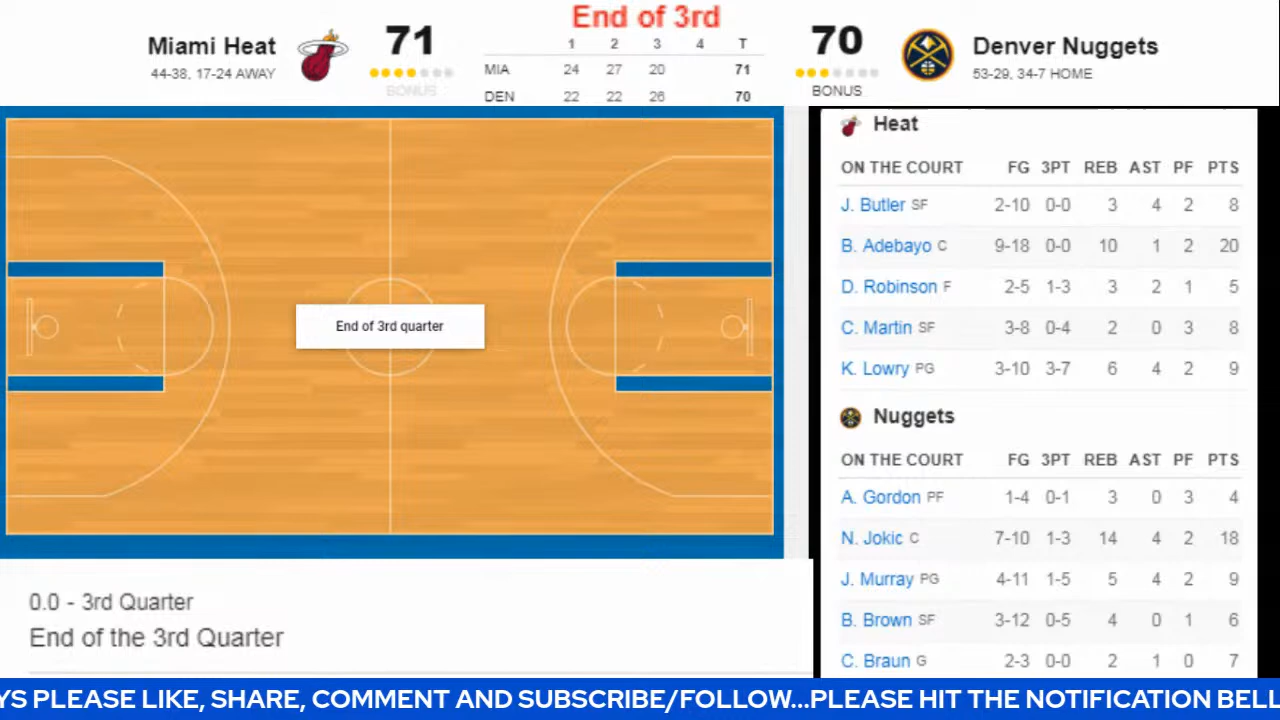 End of 3rd
Miami Heat 71
44-38, 17-24 AWAY
BONUS
1 2 3 4 T
MIA 24 27 20 71
DEN 22 22 26 70
70 Denver Nuggets
53-29, 34-7 HOME
BONUS
End of 3rd quarter
0.0 - 3rd Quarter
End of the 3rd Quarter
Heat
ON THE COURT FG 3PT REB AST PF PTS
J. Butler SF 2-10 0-0 3 4 2 8
B. Adebayo C 9-18 0-0 10 1 2 20
D. Robinson F 2-5 1-3 3 2 1 5
C. Martin SF 3-8 0-4 2 0 3 8
K. Lowry PG 3-10 3-7 6 4 2 9
Nuggets
ON THE COURT FG 3PT REB AST PF PTS
A. Gordon PF 1-4 0-1 3 0 3 4
N. Jokic C 7-10 1-3 14 4 2 18
J. Murray PG 4-11 1-5 5 4 2 9
B. Brown SF 3-12 0-5 4 0 1 6
C. Braun G 2-3 0-0 2 1 0 7
YS PLEASE LIKE, SHARE, COMMENT AND SUBSCRIBE/FOLLOW...PLEASE HIT THE NOTIFICATION BELL